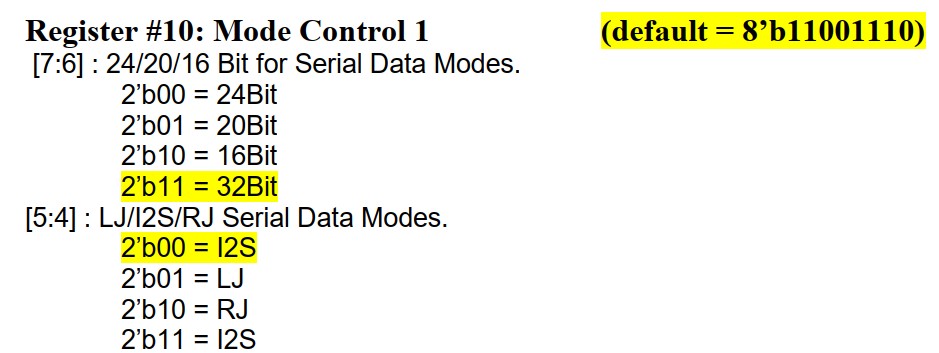 Register #10: Mode Control 1 (default = 8’b11001110)
[7:6] : 24/20/16 Bit for Serial Data Modes.
2’b00 = 24Bit
2’b01 = 20Bit
2’b10 = 16Bit
2’b11 = 32Bit
[5:4] : LJ/I2S/RJ Serial Data Modes.
2’b00 = I2S
2’b01 = LJ
2’b10 = RJ
2’b11 = I2S